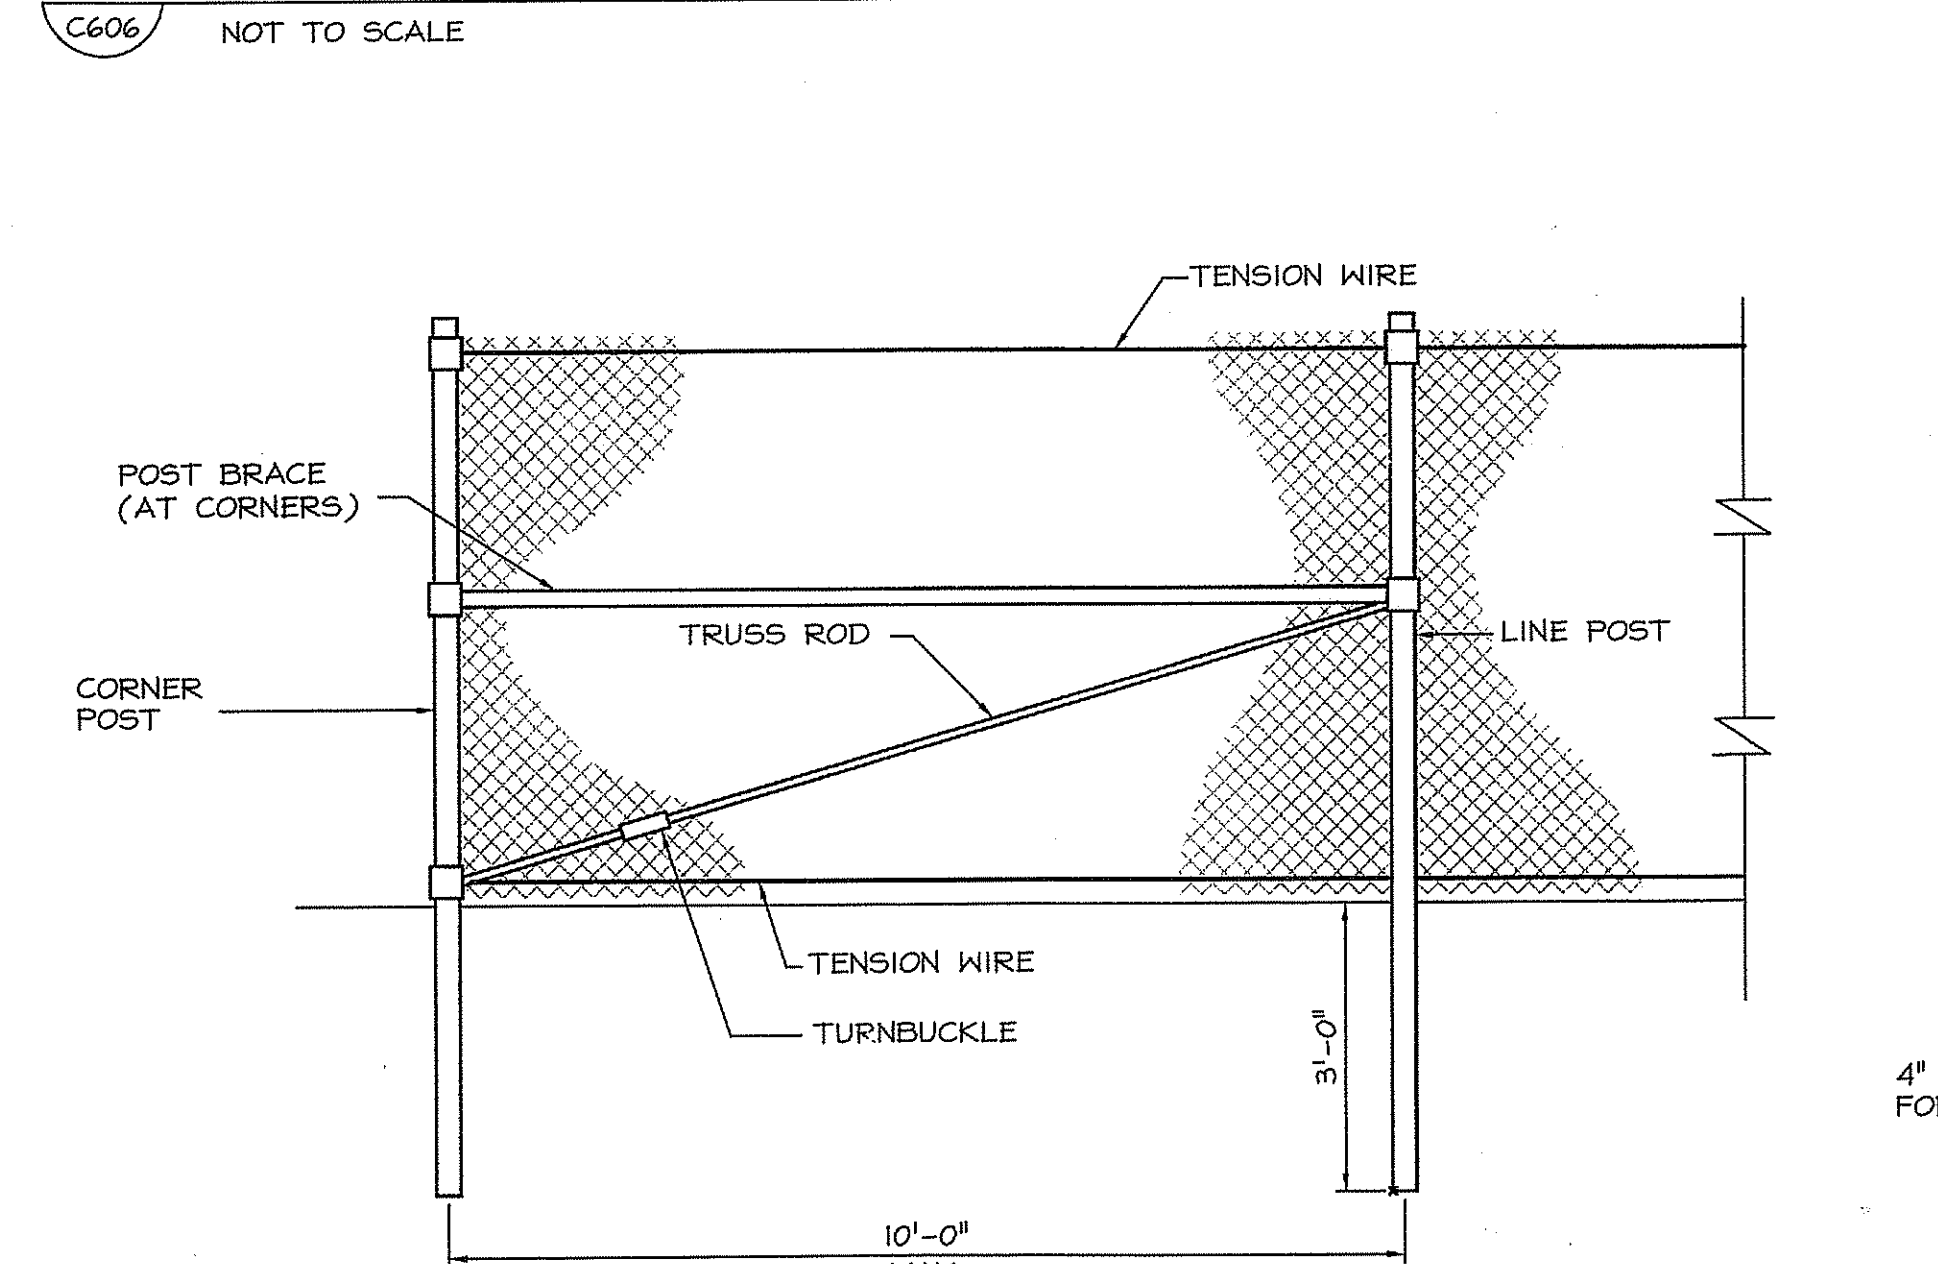 C606
NOT TO SCALE
TENSION WIRE
POST BRACE
(AT CORNERS)
TRUSS ROD
LINE POST
CORNER
POST
TENSION WIRE
TURNBUCKLE
3'-0"
4"
10'-0"